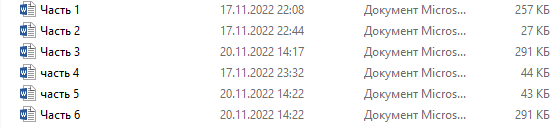 Часть 1 17.11.2022 22:08 Документ Micros... 257 КБ
Часть 2 17.11.2022 22:44 Документ Micros... 27 КБ
Часть 3 20.11.2022 14:17 Документ Micros... 291 КБ
часть 4 17.11.2022 23:32 Документ Micros... 44 КБ
часть 5 20.11.2022 14:22 Документ Micros... 43 КБ
Часть 6 20.11.2022 14:22 Документ Micros... 291 КБ